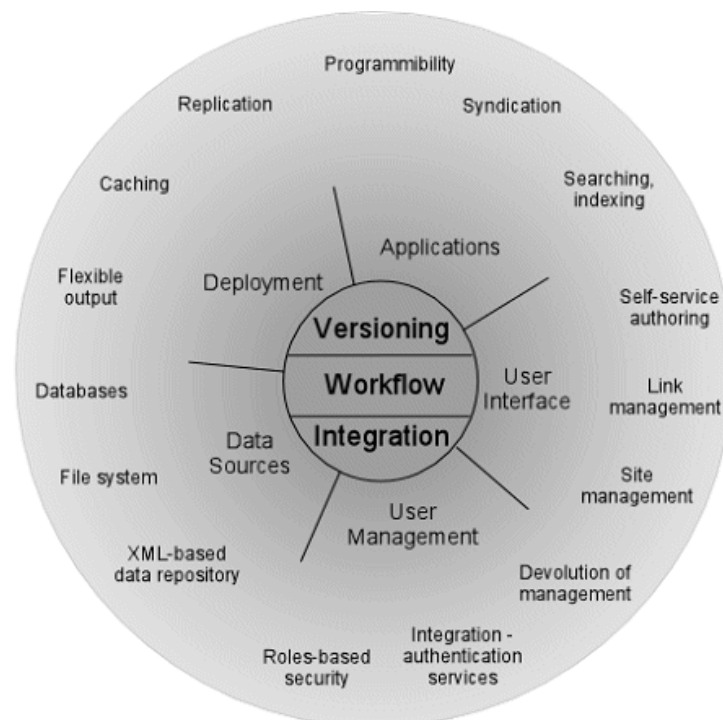 Programmibility
Replication
Syndication
Caching
Searching,
indexing
Applications
Deployment
Flexible
output
Self-service
authoring
Versioning
Workflow
Integration
User
Interface
Databases
Link
management
Data
Sources
File system
Site
management
User
Management
XML-based
data repository
Devolution of
management
Integration -
authentication
services
Roles-based
security